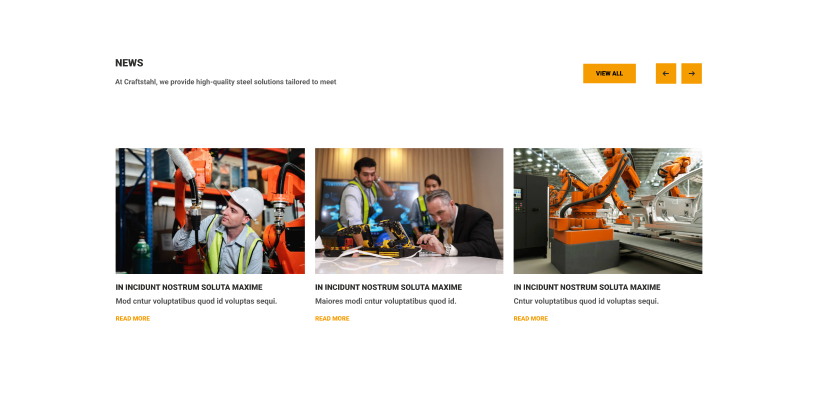 NEWS
At Craftstahl, we provide high-quality steel solutions tailored to meet
VIEW ALL
IN INCIDUNT NOSTRUM SOLUTA MAXIME
Mod cntur voluptatibus quod id voluptas sequi.
READ MORE
IN INCIDUNT NOSTRUM SOLUTA MAXIME
Maiores modi cntur voluptatibus quod id.
READ MORE
IN INCIDUNT NOSTRUM SOLUTA MAXIME
Cntur voluptatibus quod id voluptas sequi.
READ MORE